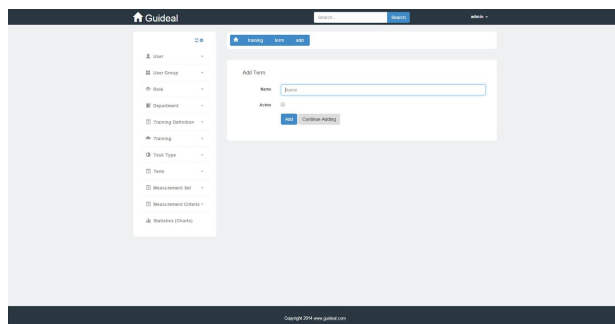 Guideal
Search...
Search
admin
training term add
User
User Group
Role
Department
Training Definition
Training
Task Type
Term
Measurement Set
Measurement Criteria
Statistics (Charts)
Add Term
Name
Name
Active
Add
Continue Adding
Copyright 2014 www.guideal.com